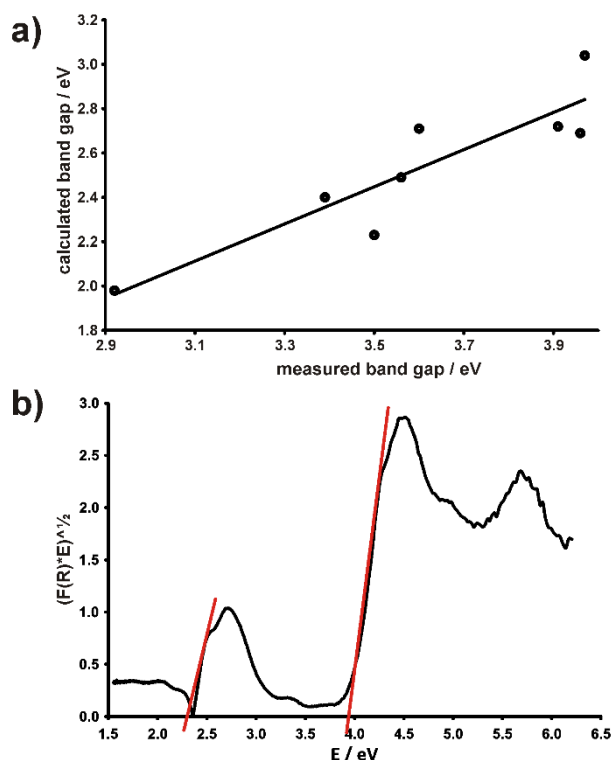 a)
calculated band gap / eV
3.2
3.0
2.8
2.6
2.4
2.2
2.0
1.8
2.9 3.1 3.3 3.5 3.7 3.9
measured band gap / eV
b)
(F(R)*E)^½
3.0
2.5
2.0
1.5
1.0
0.5
0.0
1.5 2.0 2.5 3.0 3.5 4.0 4.5 5.0 5.5 6.0 6.5
E / eV